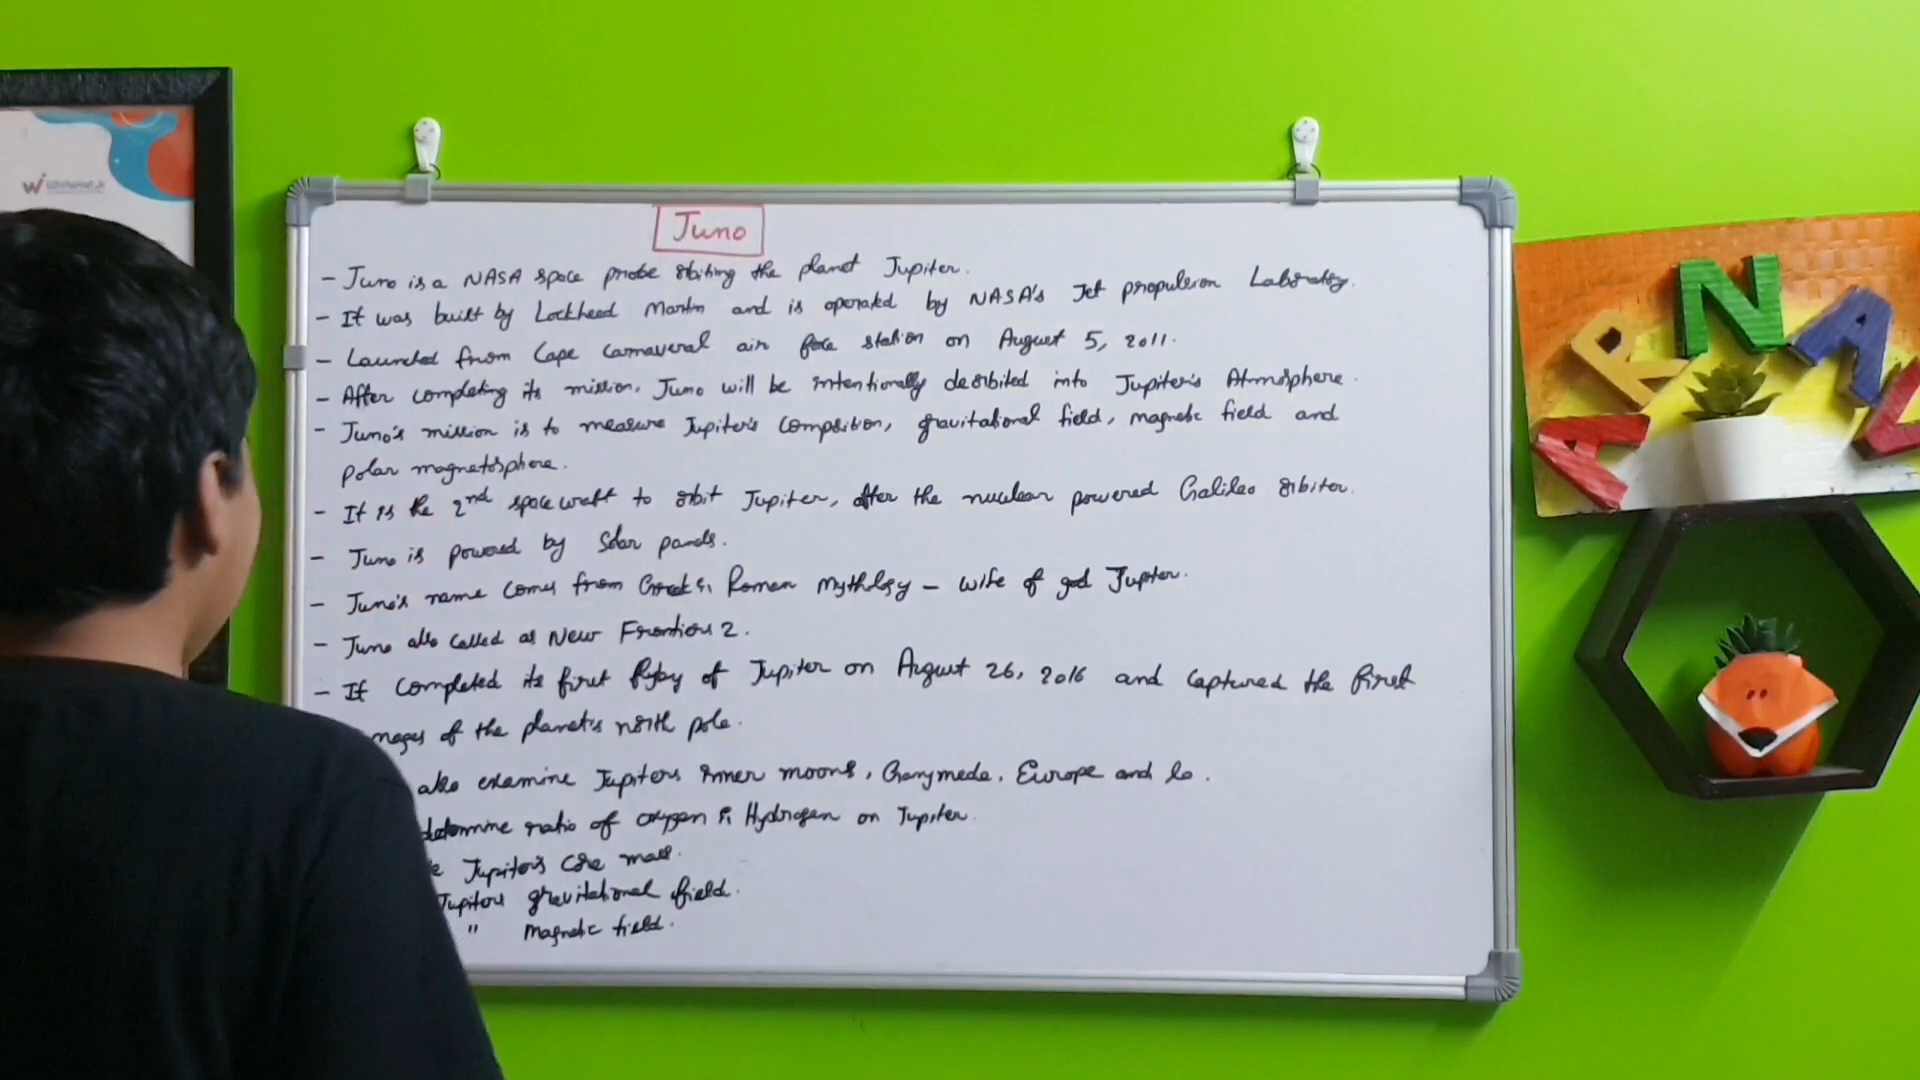 WhiteHat Jr
Juno
- Juno is a NASA space probe orbiting the planet Jupiter.
- It was built by Lockheed Martin and is operated by NASA's Jet propulsion Laboratory.
- Launched from Cape Carnaveral air force station on August 5, 2011.
- After completing its mission, Juno will be intentionally deorbited into Jupiter's Atmosphere.
- Juno's mission is to measure Jupiter's Composition, gravitational field, magnetic field and
polar magnetosphere.
- It is the 2nd spacecraft to orbit Jupiter, after the nuclear powered Galileo orbiter.
- Juno is powered by Solar panels.
- Juno's name comes from Greek & Roman mythology - wife of god Jupiter.
- Juno also called as New Frontiers 2.
- It completed its first flyby of Jupiter on August 26, 2016 and captured the first
mages of the planet's north pole.
also examine Jupiters inner moons, Ganymede, Europe and Io.
determine ratio of oxygen & Hydrogen on Jupiter.
Jupiter's core mass.
Jupiters gravitational field.
" Magnetic field.
ARNAV